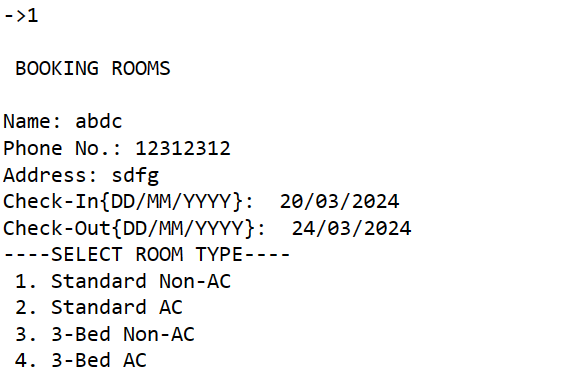 ->1
BOOKING ROOMS
Name: abdc
Phone No.: 12312312
Address: sdfg
Check-In{DD/MM/YYYY}:  20/03/2024
Check-Out{DD/MM/YYYY}:  24/03/2024
----SELECT ROOM TYPE----
1. Standard Non-AC
2. Standard AC
3. 3-Bed Non-AC
4. 3-Bed AC